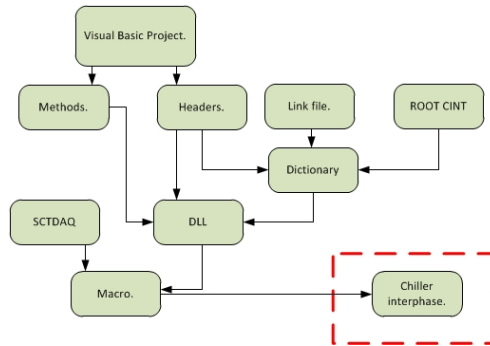 Visual Basic Project.
Methods.
Headers.
Link file.
ROOT CINT
Dictionary
SCTDAQ
DLL
Macro.
Chiller
interphase.